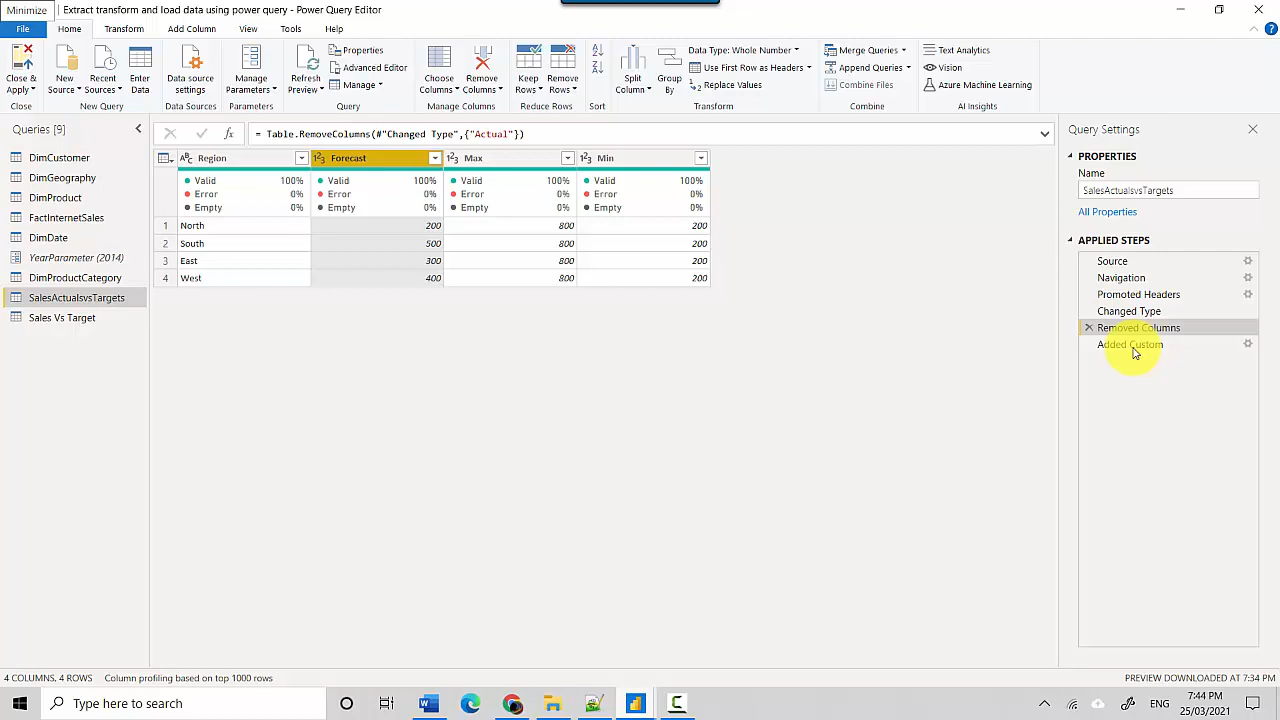 Minimize
Extract transform and load data using power query - Power Query Editor
File Home Transform Add Column View Tools Help
Close & Apply
New Source
Recent Sources
Enter Data
Data source settings
Manage Parameters
Refresh Preview
Properties
Advanced Editor
Manage
Choose Columns
Remove Columns
Keep Rows
Remove Rows
Split Column
Group By
Data Type: Whole Number
Use First Row as Headers
Replace Values
Merge Queries
Append Queries
Combine Files
Text Analytics
Vision
Azure Machine Learning
Close New Query Data Sources Parameters Query Manage Columns Reduce Rows Sort Transform Combine AI Insights
Queries [9]
DimCustomer
DimGeography
DimProduct
FactInternetSales
DimDate
YearParameter (2014)
DimProductCategory
SalesActualsvsTargets
Sales Vs Target
= Table.RemoveColumns(#"Changed Type",{"Actual"})
Region Forecast Max Min
Valid 100% Valid 100% Valid 100% Valid 100%
Error 0% Error 0% Error 0% Error 0%
Empty 0% Empty 0% Empty 0% Empty 0%
1 North 200 800 200
2 South 500 800 200
3 East 300 800 200
4 West 400 800 200
Query Settings
PROPERTIES
Name
SalesActualsvsTargets
All Properties
APPLIED STEPS
Source
Navigation
Promoted Headers
Changed Type
Removed Columns
Added Custom
4 COLUMNS, 4 ROWS Column profiling based on top 1000 rows PREVIEW DOWNLOADED AT 7:34 PM
Type here to search
ENG
7:44 PM
25/03/2021